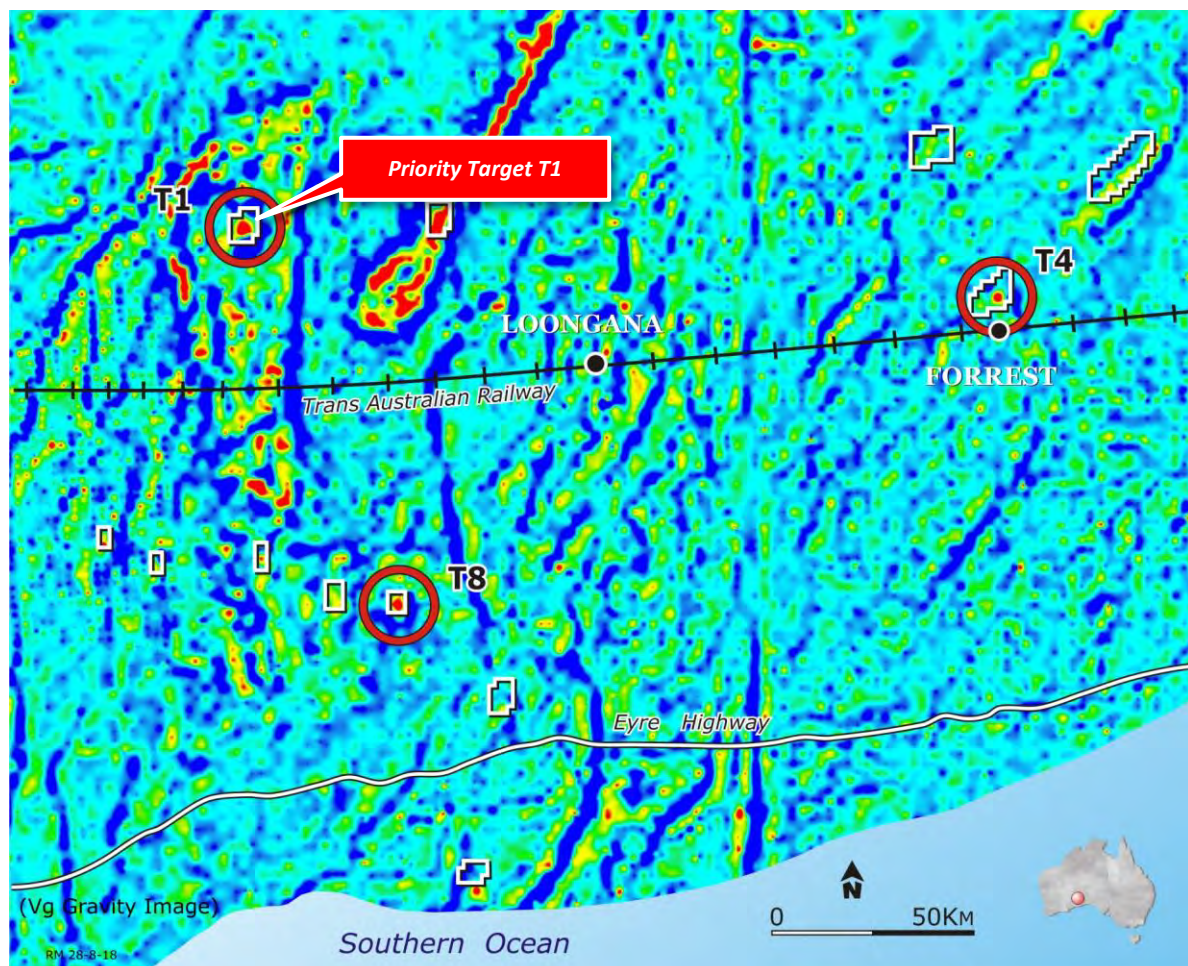 Priority Target T1
T1
T4
LOONGANA
FORREST
Trans Australian Railway
T8
Eyre Highway
N
(Vg Gravity Image)
0 50KM
Southern Ocean
RM 28-8-18